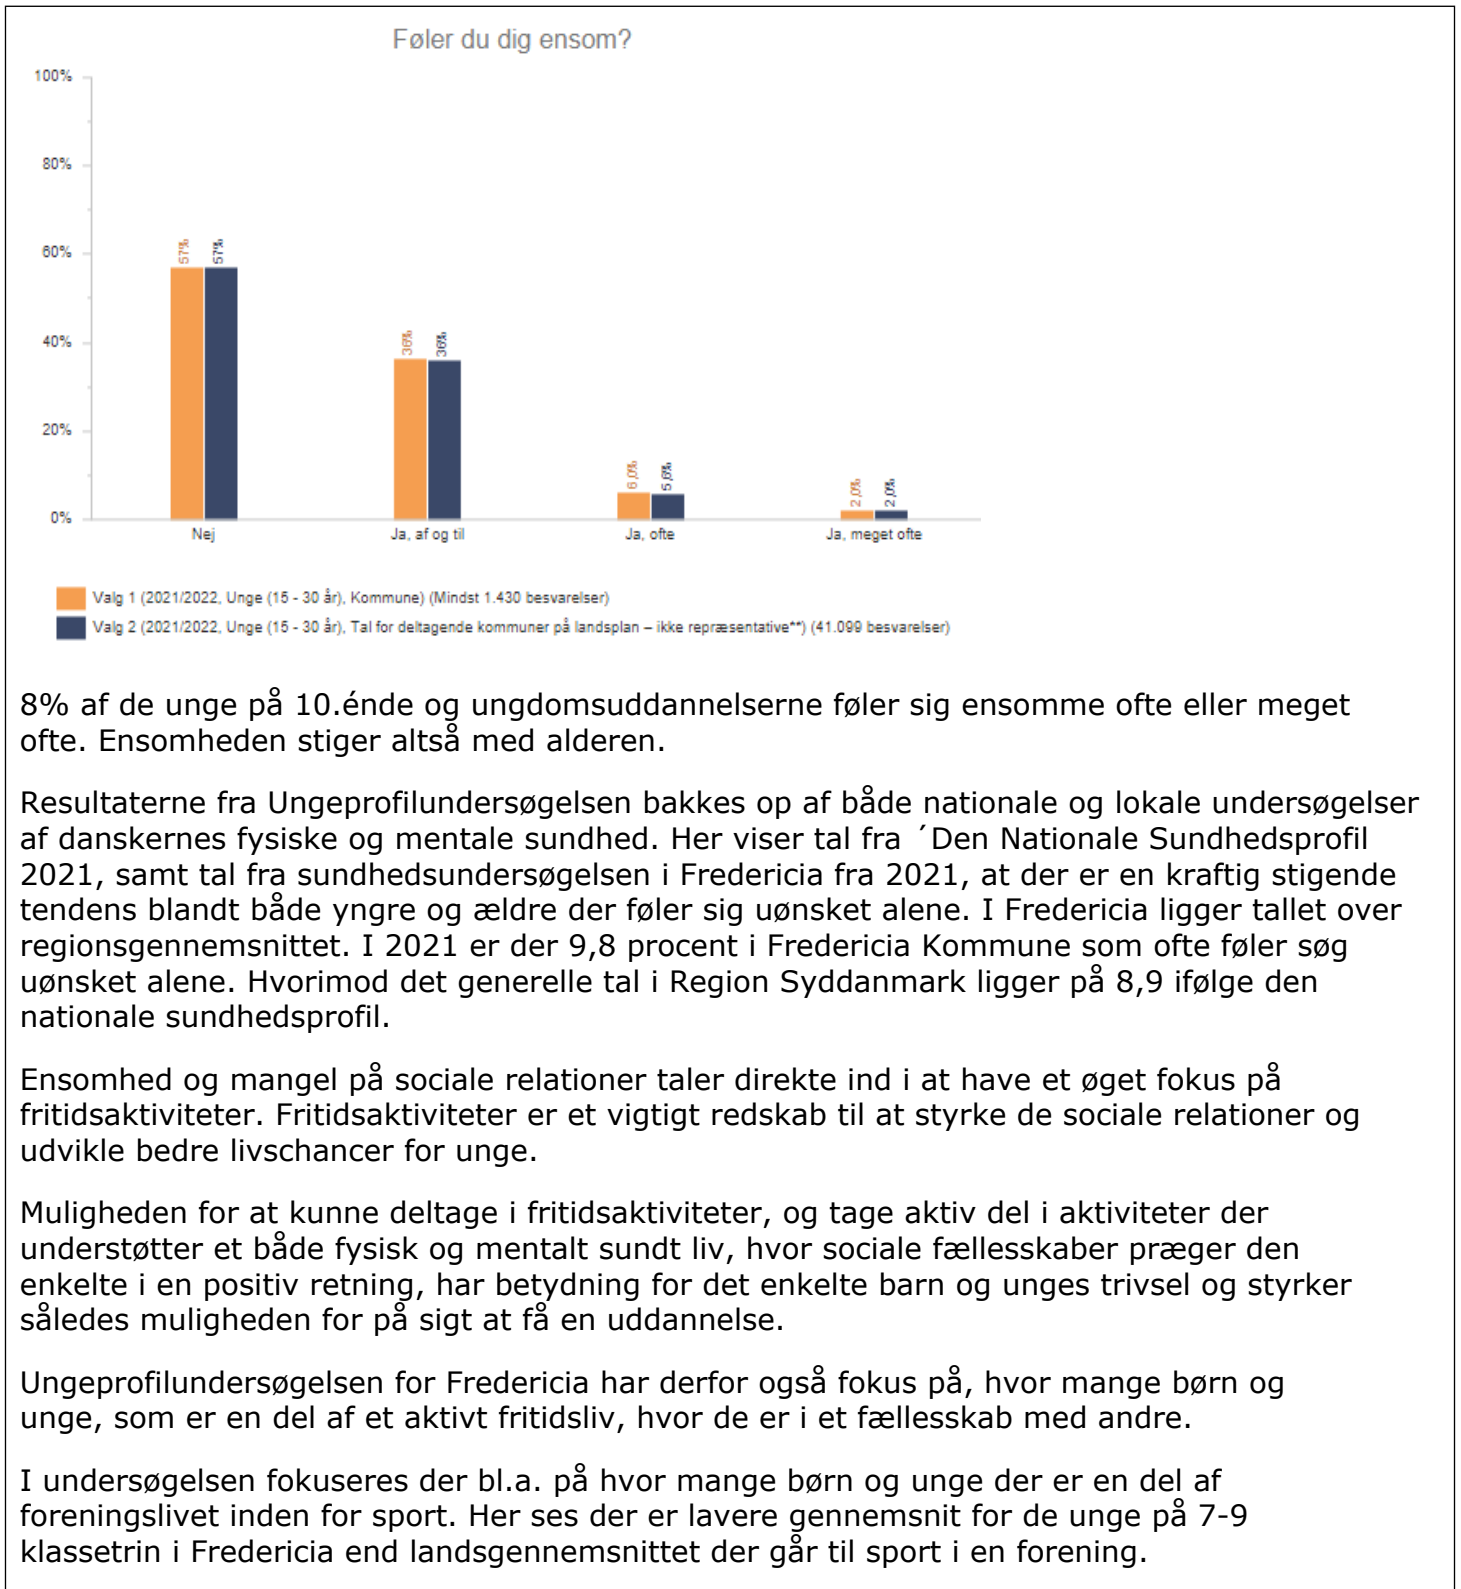 Føler du dig ensom?
100%
80%
60%
40%
20%
0%
57%
57%
36%
36%
6,0%
5,6%
2,0%
2,0%
Nej
Ja, af og til
Ja, ofte
Ja, meget ofte
Valg 1 (2021/2022, Unge (15 - 30 år), Kommune) (Mindst 1.430 besvarelser)
Valg 2 (2021/2022, Unge (15 - 30 år), Tal for deltagende kommuner på landsplan – ikke repræsentative**) (41.099 besvarelser)
8% af de unge på 10.énde og ungdomsuddannelserne føler sig ensomme ofte eller meget
ofte. Ensomheden stiger altså med alderen.
Resultaterne fra Ungeprofilundersøgelsen bakkes op af både nationale og lokale undersøgelser
af danskernes fysiske og mentale sundhed. Her viser tal fra ´Den Nationale Sundhedsprofil
2021, samt tal fra sundhedsundersøgelsen i Fredericia fra 2021, at der er en kraftig stigende
tendens blandt både yngre og ældre der føler sig uønsket alene. I Fredericia ligger tallet over
regionsgennemsnittet. I 2021 er der 9,8 procent i Fredericia Kommune som ofte føler søg
uønsket alene. Hvorimod det generelle tal i Region Syddanmark ligger på 8,9 ifølge den
nationale sundhedsprofil.
Ensomhed og mangel på sociale relationer taler direkte ind i at have et øget fokus på
fritidsaktiviteter. Fritidsaktiviteter er et vigtigt redskab til at styrke de sociale relationer og
udvikle bedre livschancer for unge.
Muligheden for at kunne deltage i fritidsaktiviteter, og tage aktiv del i aktiviteter der
understøtter et både fysisk og mentalt sundt liv, hvor sociale fællesskaber præger den
enkelte i en positiv retning, har betydning for det enkelte barn og unges trivsel og styrker
således muligheden for på sigt at få en uddannelse.
Ungeprofilundersøgelsen for Fredericia har derfor også fokus på, hvor mange børn og
unge, som er en del af et aktivt fritidsliv, hvor de er i et fællesskab med andre.
I undersøgelsen fokuseres der bl.a. på hvor mange børn og unge der er en del af
foreningslivet inden for sport. Her ses der er lavere gennemsnit for de unge på 7-9
klassetrin i Fredericia end landsgennemsnittet der går til sport i en forening.